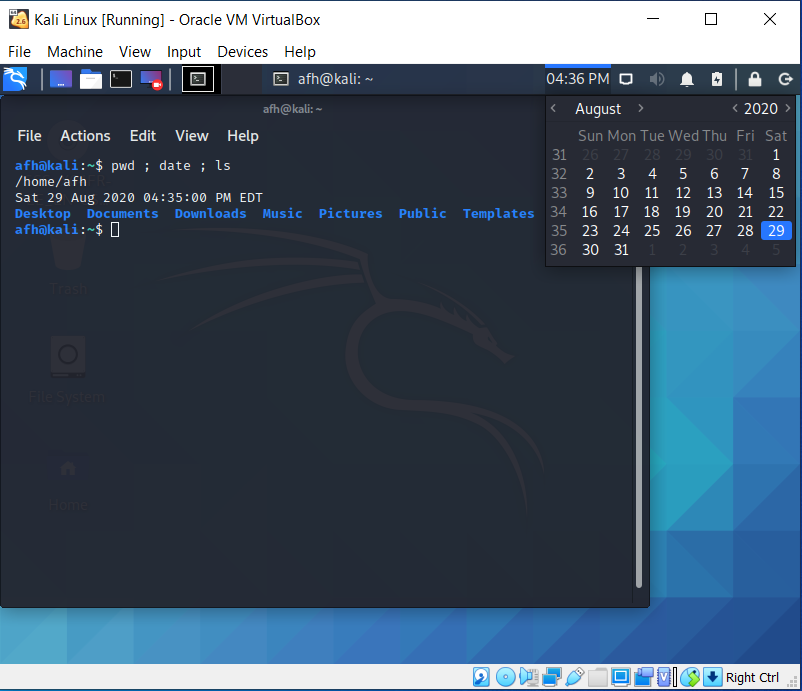 Kali Linux [Running] - Oracle VM VirtualBox
File Machine View Input Devices Help
afh@kali: ~ 04:36 PM
afh@kali: ~
August 2020
File Actions Edit View Help
Sun Mon Tue Wed Thu Fri Sat
31 26 27 28 29 30 31 1
32 2 3 4 5 6 7 8
33 9 10 11 12 13 14 15
34 16 17 18 19 20 21 22
35 23 24 25 26 27 28 29
36 30 31 1 2 3 4 5
afh@kali:~$ pwd ; date ; ls
/home/afh
Sat 29 Aug 2020 04:35:00 PM EDT
Desktop Documents Downloads Music Pictures Public Templates
afh@kali:~$
Trash
File System
Home
Right Ctrl